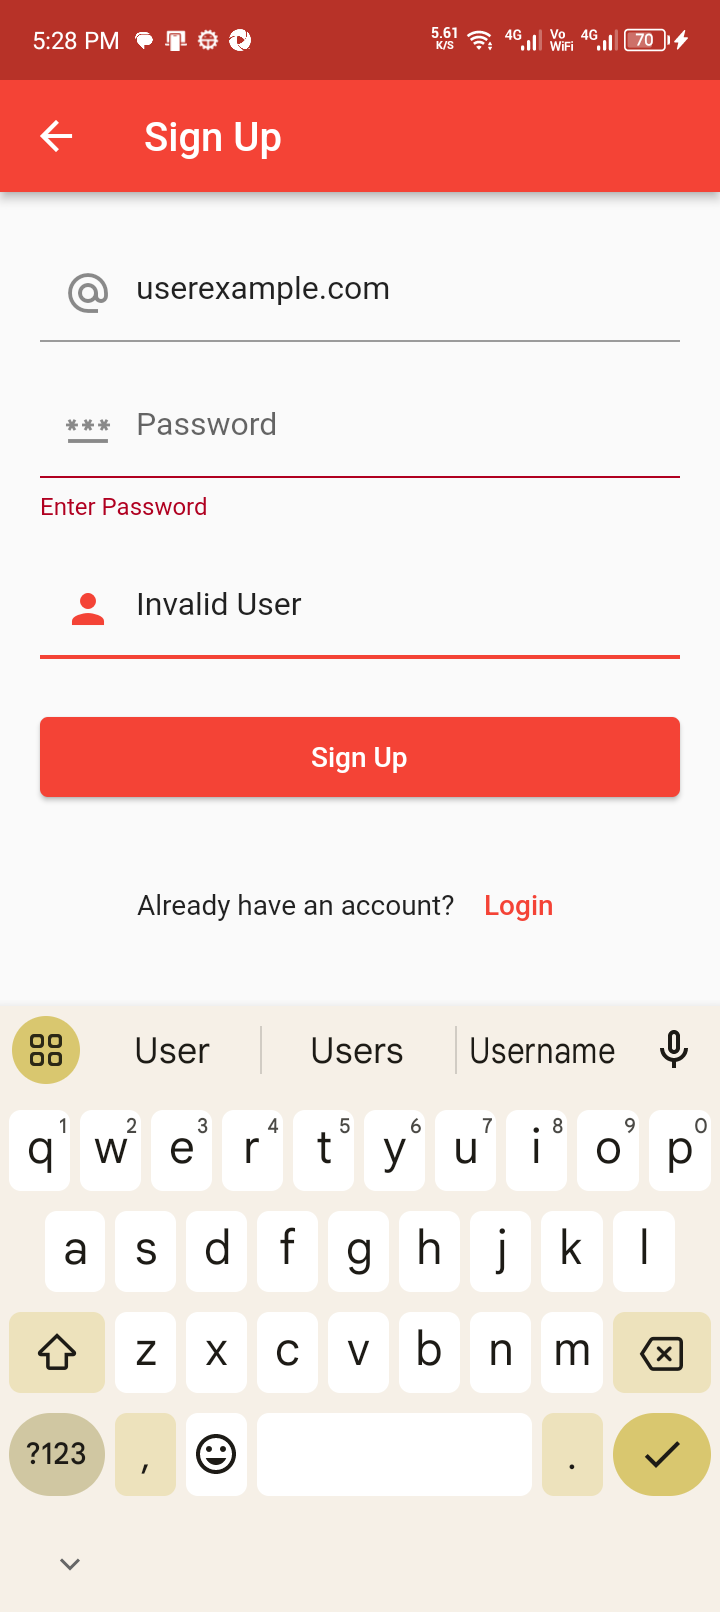 5:28 PM 5.61 K/S 4G Vo WiFi 4G 70
Sign Up
userexample.com
*** Password
Enter Password
Invalid User
Sign Up
Already have an account? Login
User Users Username
q1 w2 e3 r4 t5 y6 u7 i8 o9 p0
a s d f g h j k l
z x c v b n m
?123 , .